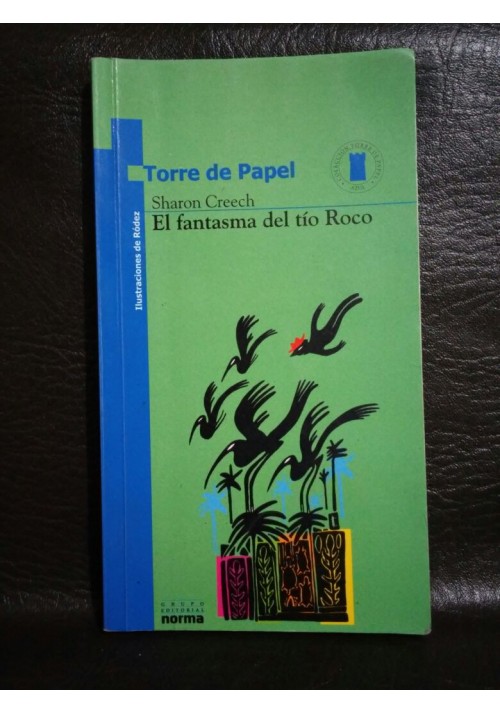 Torre de Papel
Sharon Creech
El fantasma del tío Roco
Ilustraciones de Ródez
GRUPO
EDITORIAL
norma